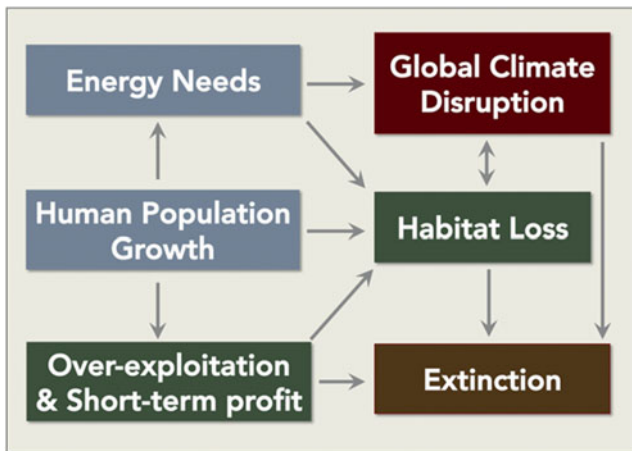 Energy Needs
Global Climate
Disruption
Human Population
Growth
Habitat Loss
Over-exploitation
& Short-term profit
Extinction